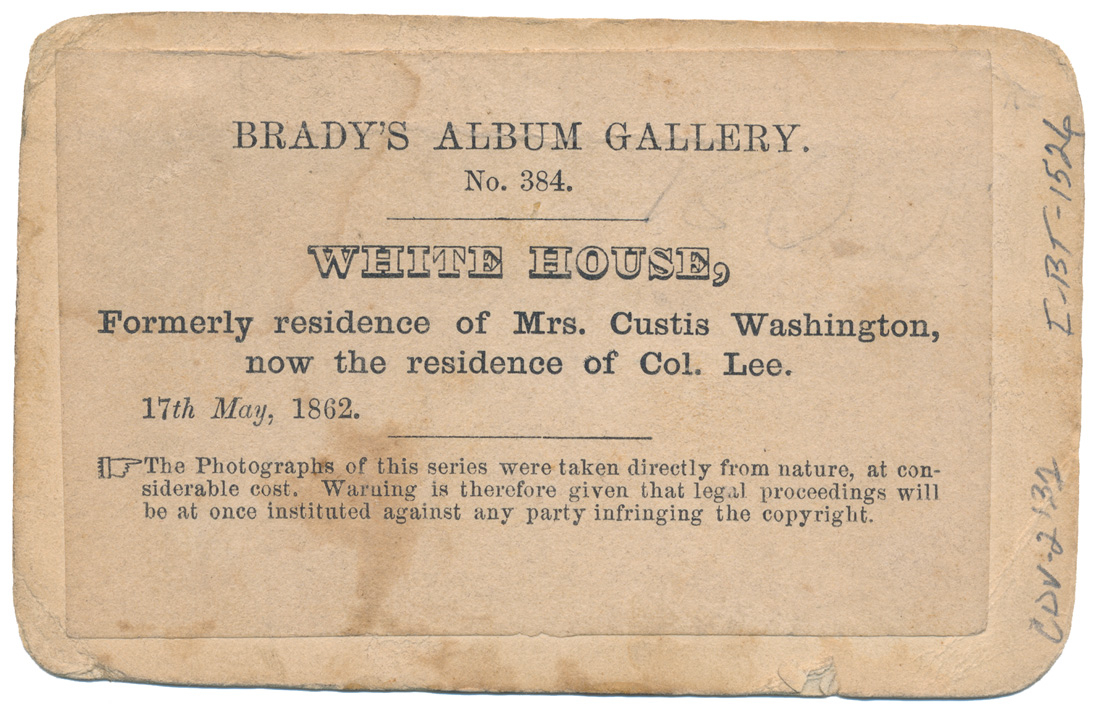 BRADY'S ALBUM GALLERY.
No. 384.
WHITE HOUSE,
Formerly residence of Mrs. Custis Washington,
now the residence of Col. Lee.
17th May, 1862.
☞The Photographs of this series were taken directly from nature, at con-
siderable cost. Warning is therefore given that legal proceedings will
be at once instituted against any party infringing the copyright.
I-BT-1526